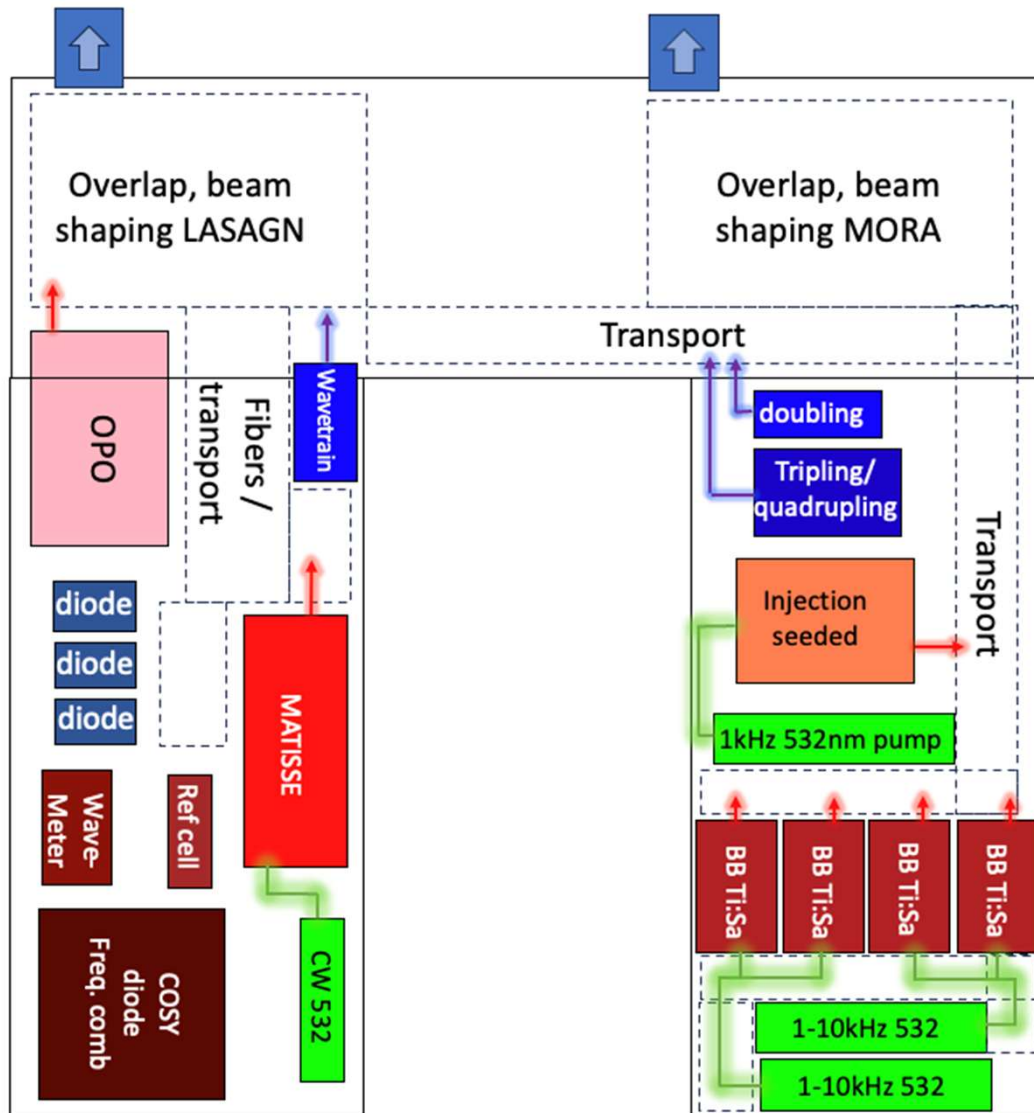 Overlap, beam
shaping LASAGN
Overlap, beam
shaping MORA
Transport
OPO
Fibers /
transport
Wavetrain
doubling
Tripling/
quadrupling
Transport
diode
diode
diode
MATISSE
Injection
seeded
1kHz 532nm pump
Wave-
Meter
Ref cell
BB Ti:Sa
BB Ti:Sa
BB Ti:Sa
BB Ti:Sa
COSY
diode
Freq. comb
CW 532
1-10kHz 532
1-10kHz 532